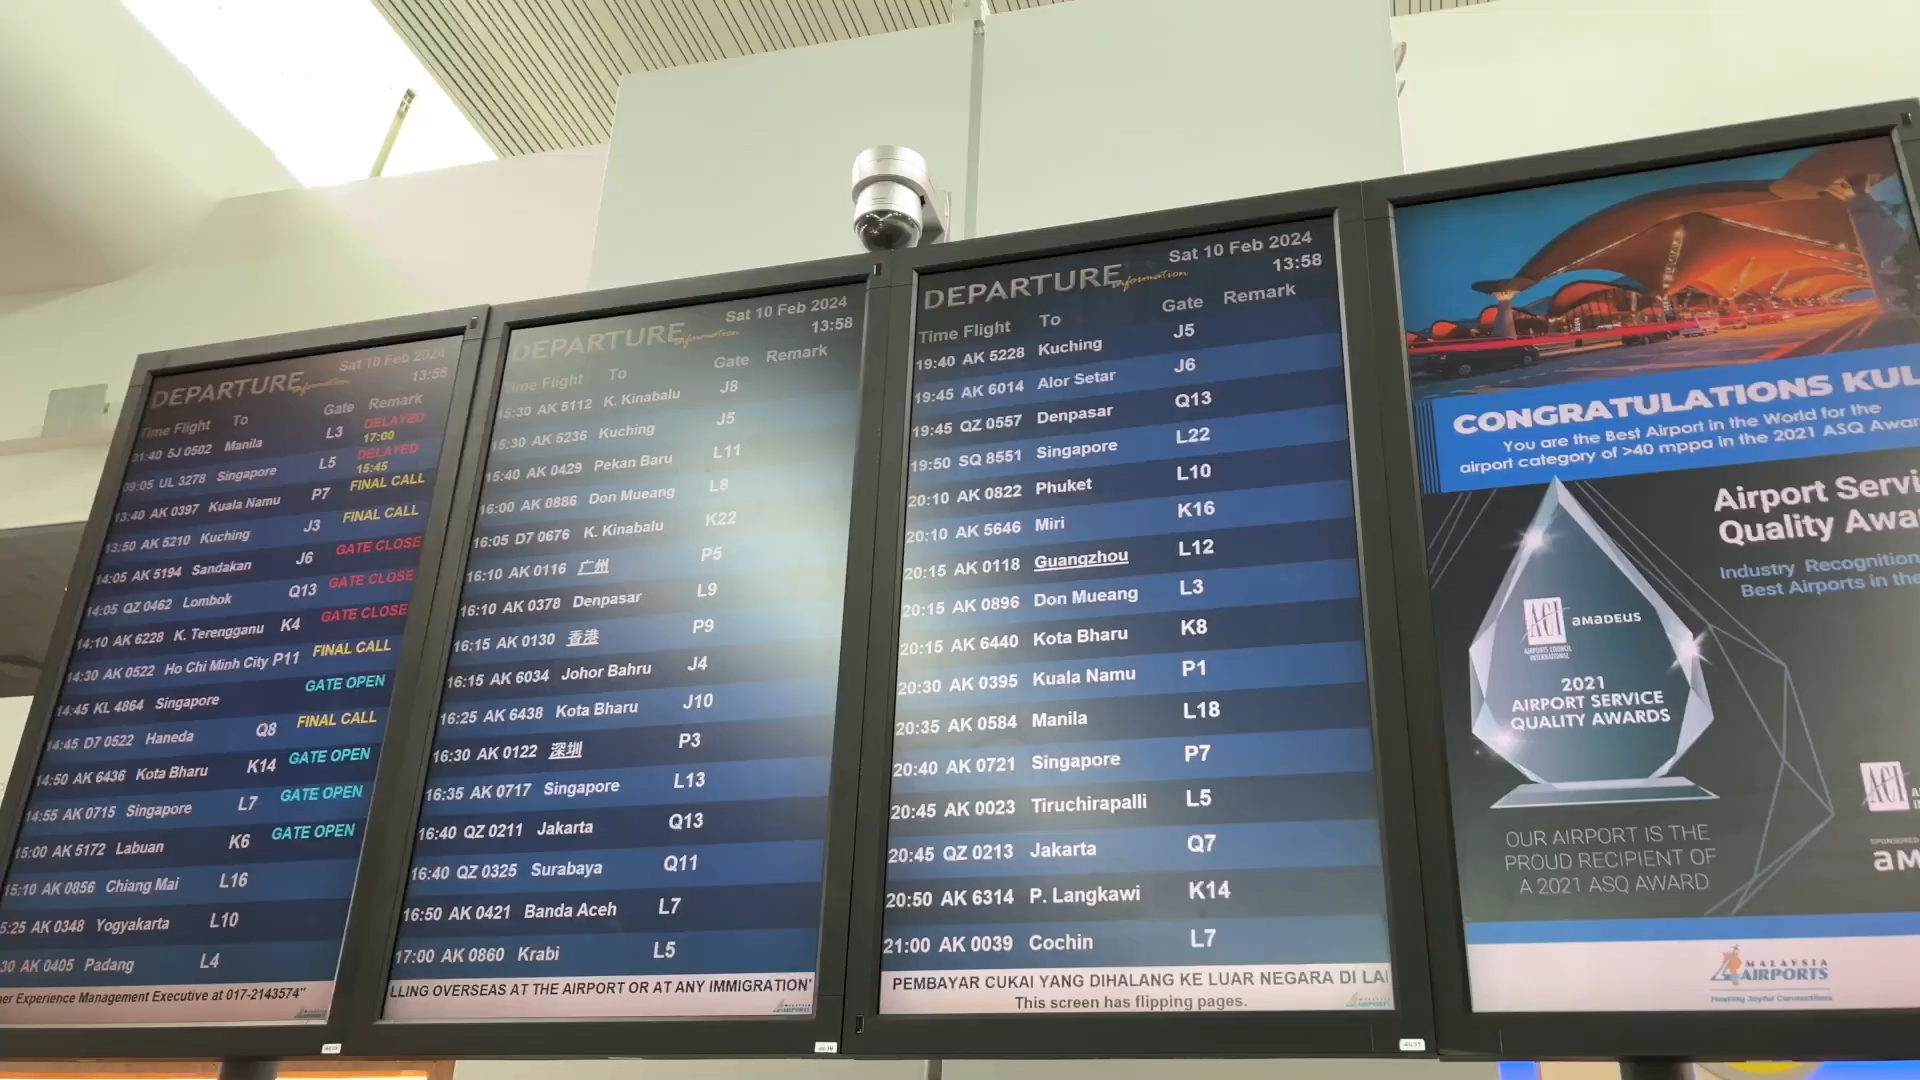 DEPARTURE information
Sat 10 Feb 2024
13:58
Time Flight To Gate Remark
01:40 5J 0502 Manila L3 DELAYED 17:00
09:05 UL 3278 Singapore L5 DELAYED 15:45
13:40 AK 0397 Kuala Namu P7 FINAL CALL
13:50 AK 5210 Kuching J3 FINAL CALL
14:05 AK 5194 Sandakan J6 GATE CLOSE
14:05 QZ 0462 Lombok Q13 GATE CLOSE
14:10 AK 6228 K. Terengganu K4 GATE CLOSE
14:30 AK 0522 Ho Chi Minh City P11 FINAL CALL
14:45 KL 4864 Singapore GATE OPEN
14:45 D7 0522 Haneda Q8 FINAL CALL
14:50 AK 6436 Kota Bharu K14 GATE OPEN
14:55 AK 0715 Singapore L7 GATE OPEN
15:00 AK 5172 Labuan K6 GATE OPEN
15:10 AK 0856 Chiang Mai L16
5:25 AK 0348 Yogyakarta L10
30 AK 0405 Padang L4
er Experience Management Executive at 017-2143574"
DEPARTURE information
Sat 10 Feb 2024
13:58
Time Flight To Gate Remark
15:30 AK 5112 K. Kinabalu J8
15:30 AK 5236 Kuching J5
15:40 AK 0429 Pekan Baru L11
16:00 AK 0886 Don Mueang L8
16:05 D7 0676 K. Kinabalu K22
16:10 AK 0116 广州 P5
16:10 AK 0378 Denpasar L9
16:15 AK 0130 香港 P9
16:15 AK 6034 Johor Bahru J4
16:25 AK 6438 Kota Bharu J10
16:30 AK 0122 深圳 P3
16:35 AK 0717 Singapore L13
16:40 QZ 0211 Jakarta Q13
16:40 QZ 0325 Surabaya Q11
16:50 AK 0421 Banda Aceh L7
17:00 AK 0860 Krabi L5
LLING OVERSEAS AT THE AIRPORT OR AT ANY IMMIGRATION'
DEPARTURE information
Sat 10 Feb 2024
13:58
Time Flight To Gate Remark
19:40 AK 5228 Kuching J5
19:45 AK 6014 Alor Setar J6
19:45 QZ 0557 Denpasar Q13
19:50 SQ 8551 Singapore L22
20:10 AK 0822 Phuket L10
20:10 AK 5646 Miri K16
20:15 AK 0118 Guangzhou L12
20:15 AK 0896 Don Mueang L3
20:15 AK 6440 Kota Bharu K8
20:30 AK 0395 Kuala Namu P1
20:35 AK 0584 Manila L18
20:40 AK 0721 Singapore P7
20:45 AK 0023 Tiruchirapalli L5
20:45 QZ 0213 Jakarta Q7
20:50 AK 6314 P. Langkawi K14
21:00 AK 0039 Cochin L7
PEMBAYAR CUKAI YANG DIHALANG KE LUAR NEGARA DI LA
This screen has flipping pages.
CONGRATULATIONS KUL
You are the Best Airport in the World for the
airport category of >40 mppa in the 2021 ASQ Awar
Airport Servi
Quality Awa
Industry Recognition
Best Airports in the
ACI amadeus
AIRPORTS COUNCIL
INTERNATIONAL
2021
AIRPORT SERVICE
QUALITY AWARDS
OUR AIRPORT IS THE
PROUD RECIPIENT OF
A 2021 ASQ AWARD
ACI
am
MALAYSIA
AIRPORTS
Hosting Joyful Connections